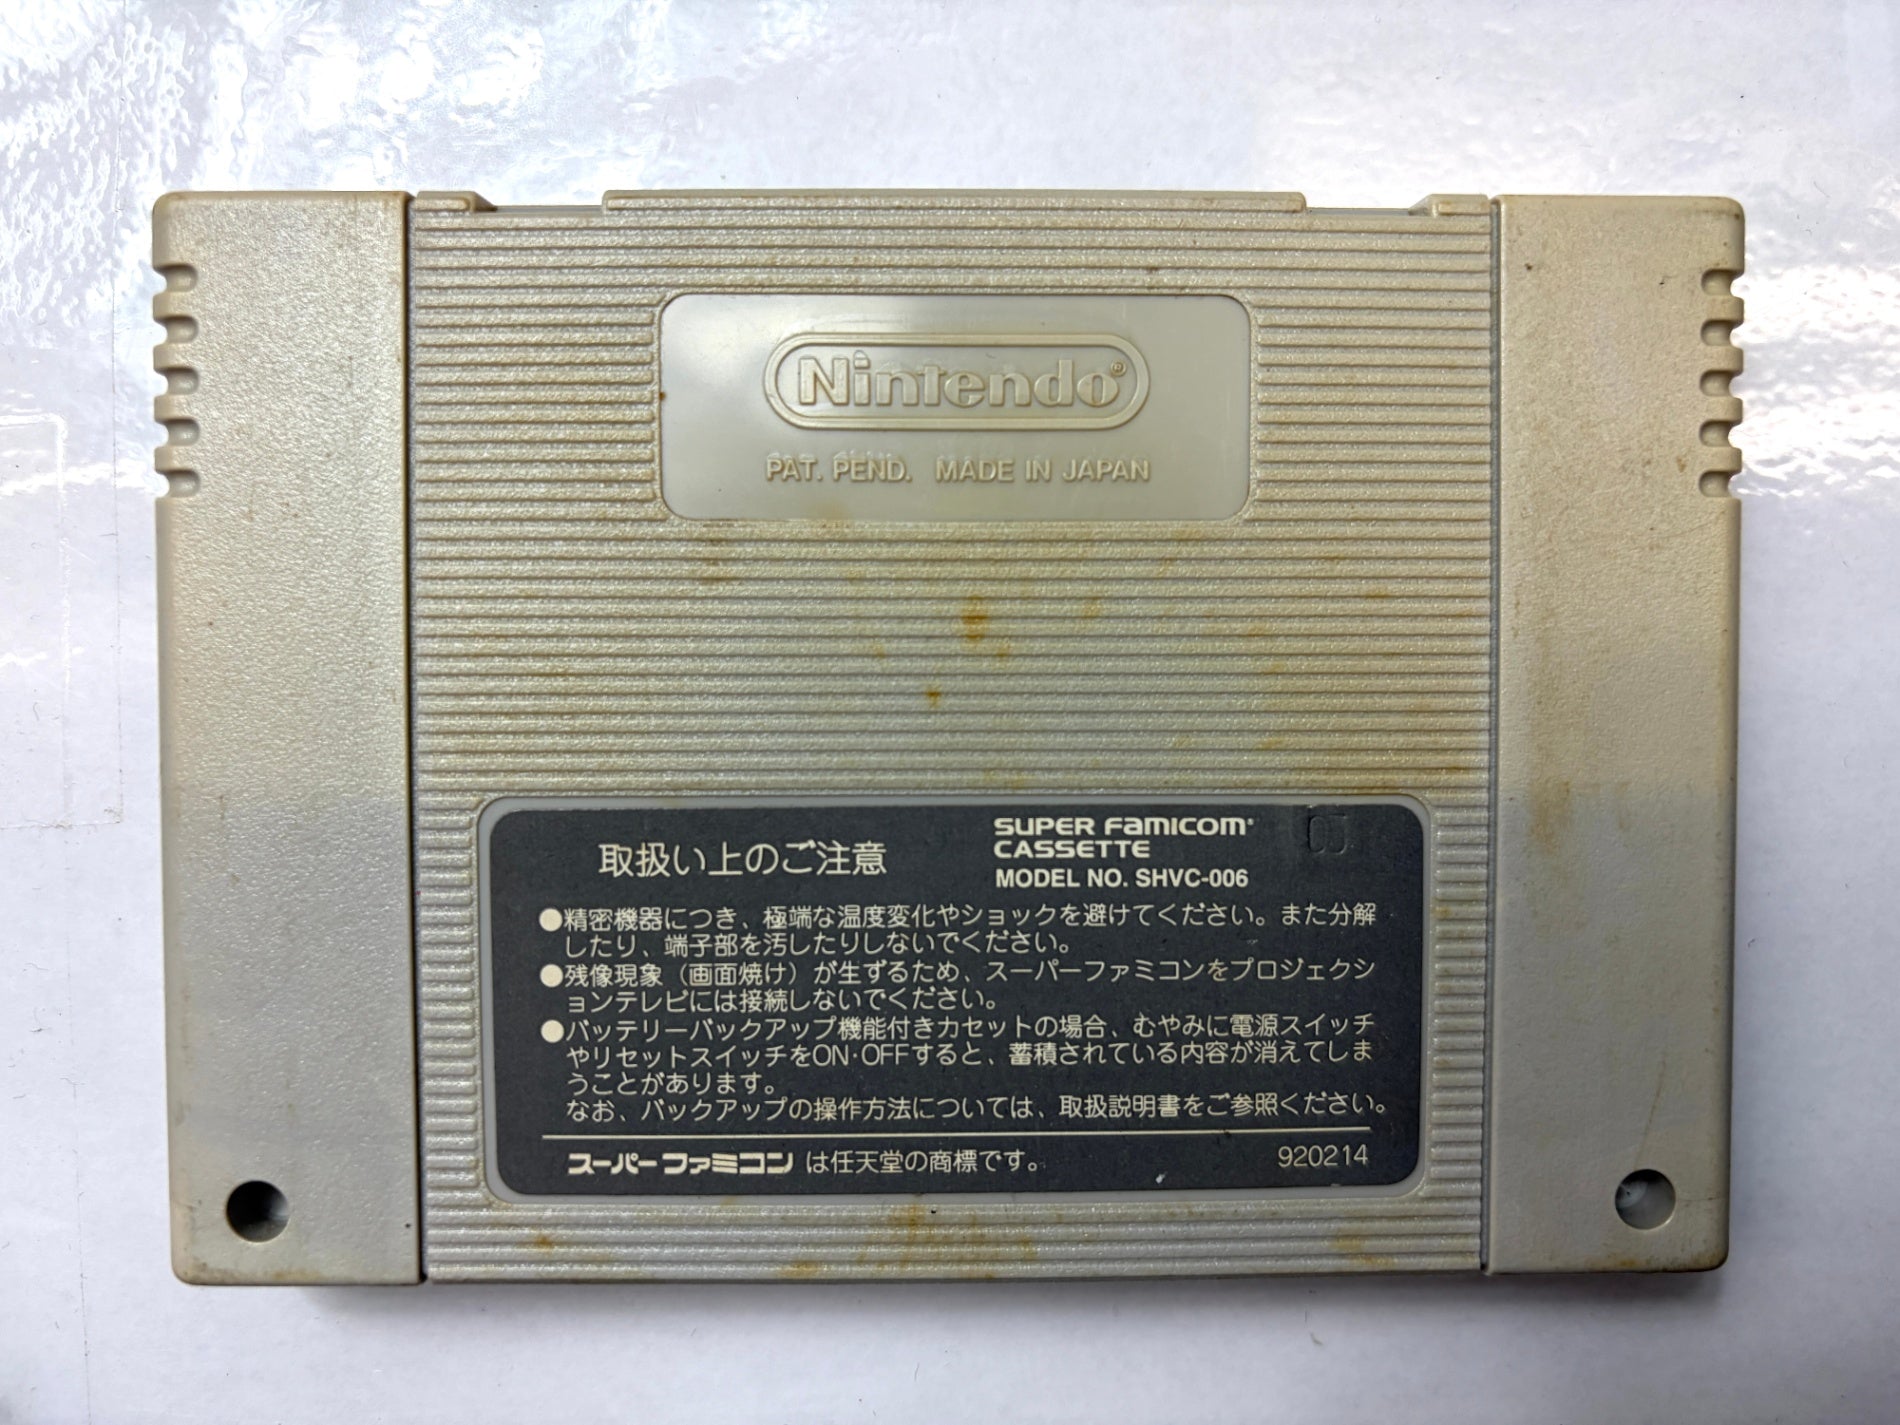 Nintendo®
PAT. PEND. MADE IN JAPAN
取扱い上のご注意
SUPER FAMICOM
CASSETTE
MODEL NO. SHVC-006
●精密機器につき、極端な温度変化やショックを避けてください。また分解
したり、端子部を汚したりしないでください。
●残像現象（画面焼け）が生ずるため、スーパーファミコンをプロジェクシ
ョンテレビには接続しないでください。
●バッテリーバックアップ機能付きカセットの場合、むやみに電源スイッチ
やリセットスイッチをON·OFFすると、蓄積されている内容が消えてしま
うことがあります。
なお、バックアップの操作方法については、取扱説明書をご参照ください。
スーパーファミコン は任天堂の商標です。
920214